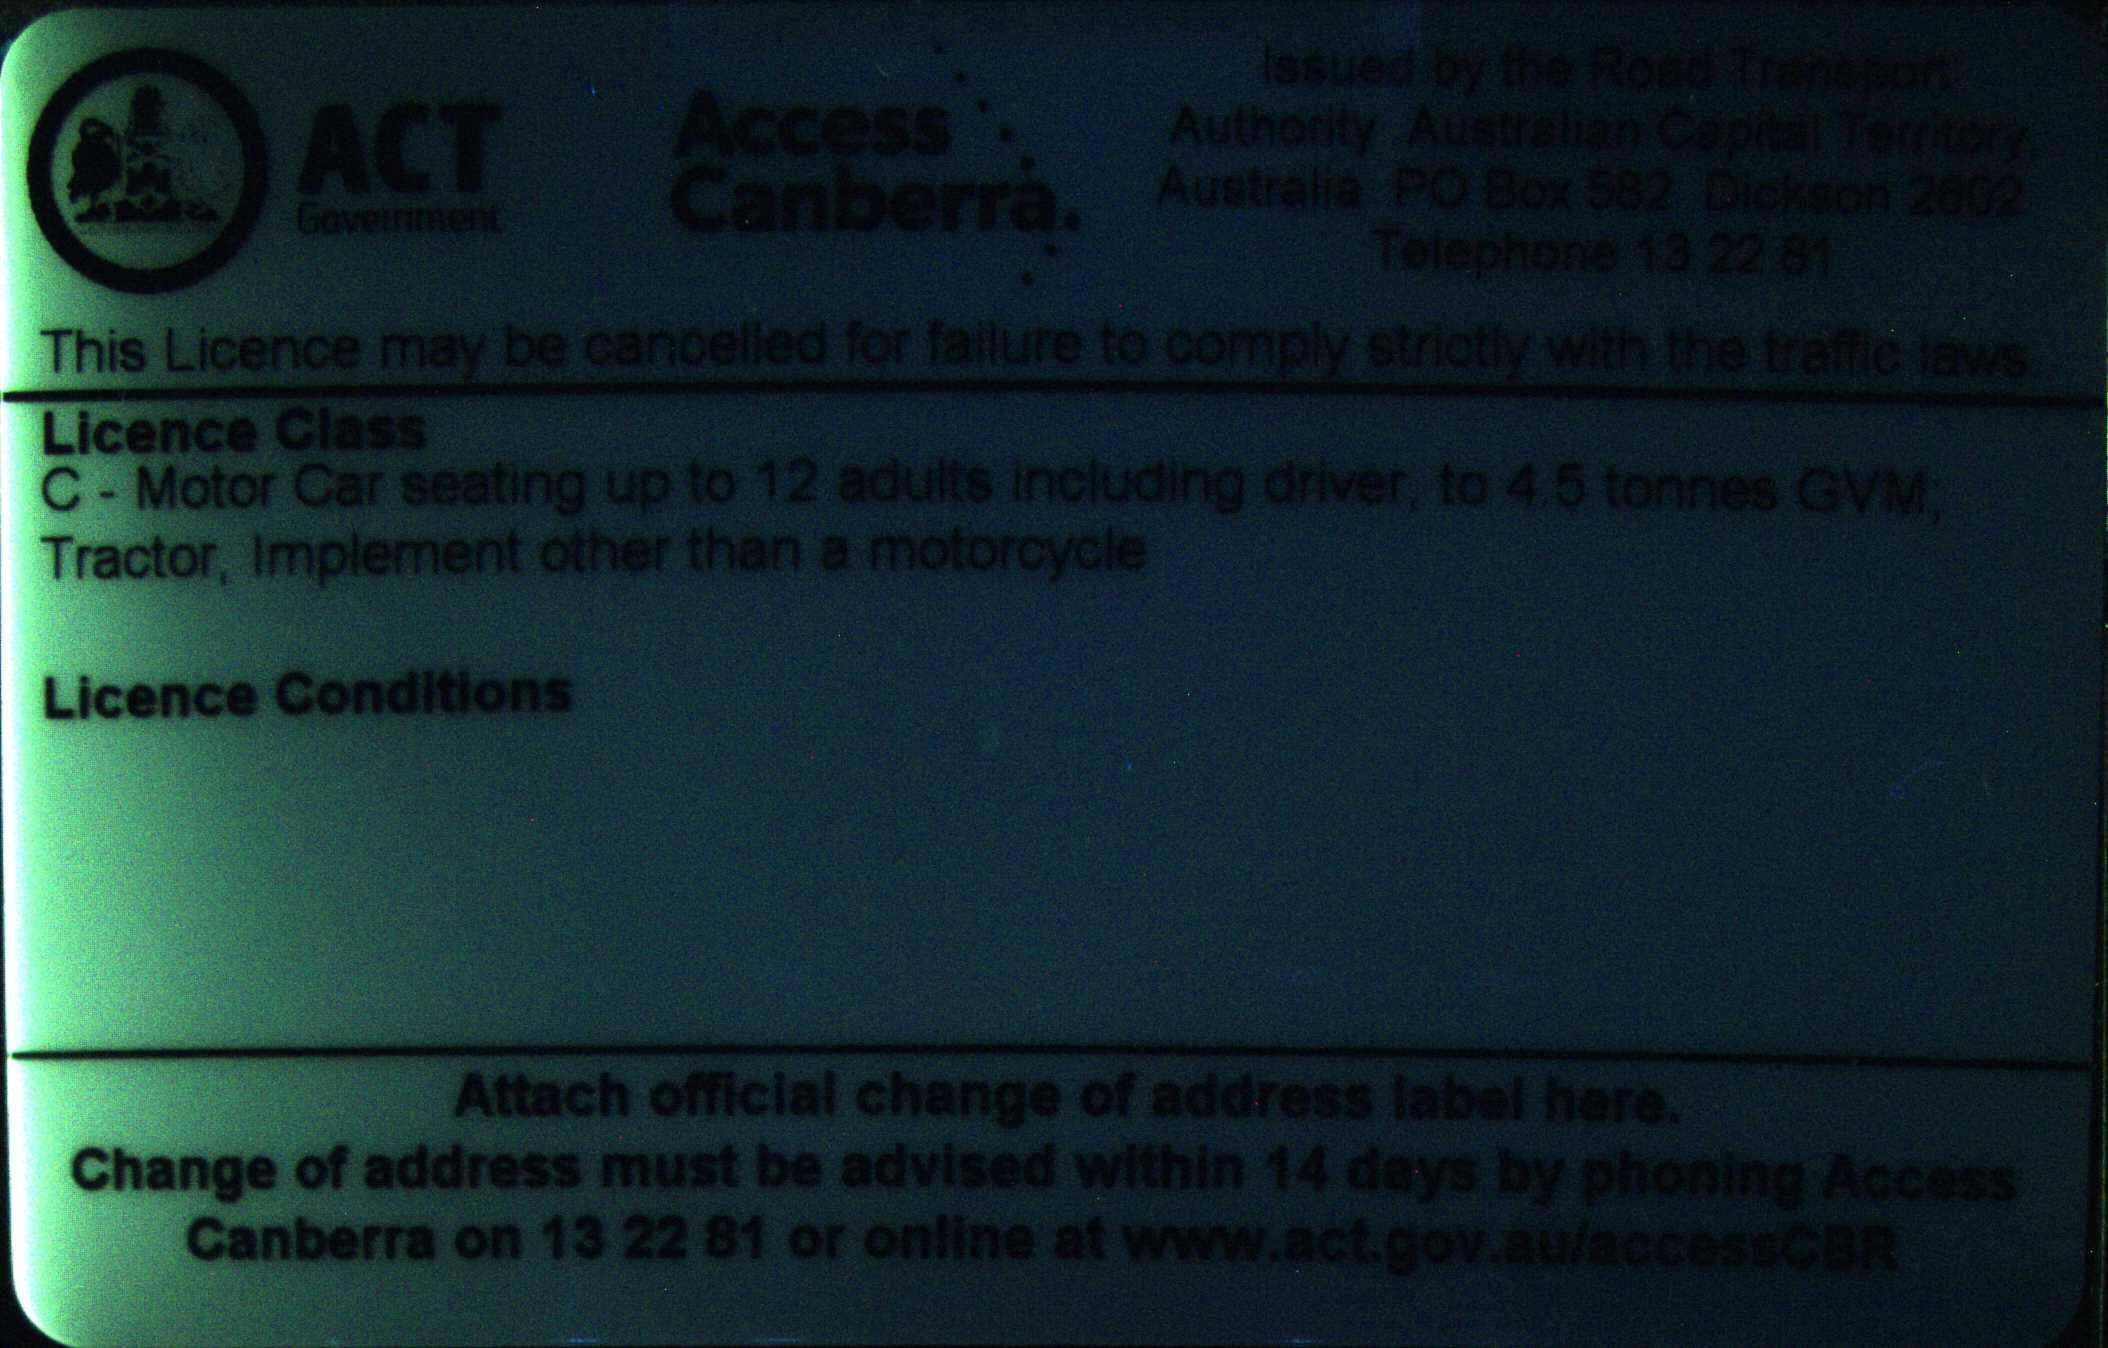 ACT
Government
Access
Canberra.
Issued by the Road Transport
Authority Australian Capital Territory,
Australia PO Box 582 Dickson 2602
Telephone 13 22 81
This Licence may be cancelled for failure to comply strictly with the traffic laws.
Licence Class
C - Motor Car seating up to 12 adults including driver, to 4.5 tonnes GVM;
Tractor, Implement other than a motorcycle
Licence Conditions
Attach official change of address label here.
Change of address must be advised within 14 days by phoning Access
Canberra on 13 22 81 or online at www.act.gov.au/accessCBR